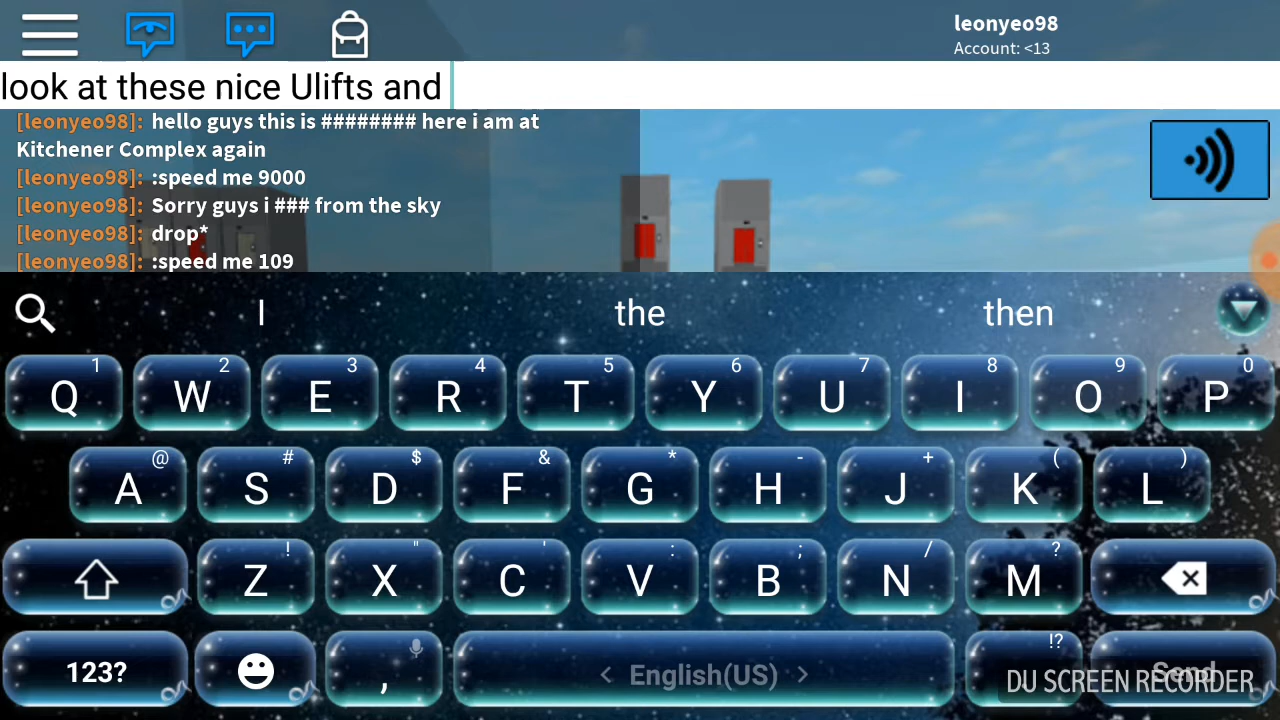 leonyeo98
Account: <13
look at these nice Ulifts and
[leonyeo98]: hello guys this is ######## here i am at
Kitchener Complex again
[leonyeo98]: :speed me 9000
[leonyeo98]: Sorry guys i ### from the sky
[leonyeo98]: drop*
[leonyeo98]: :speed me 109
I the then
1 2 3 4 5 6 7 8 9 0
Q W E R T Y U I O P
@ # $ & * - + ( )
A S D F G H J K L
! " ' : ; / ?
Z X C V B N M
!?
123? , < English(US) > Send
DU SCREEN RECORDER